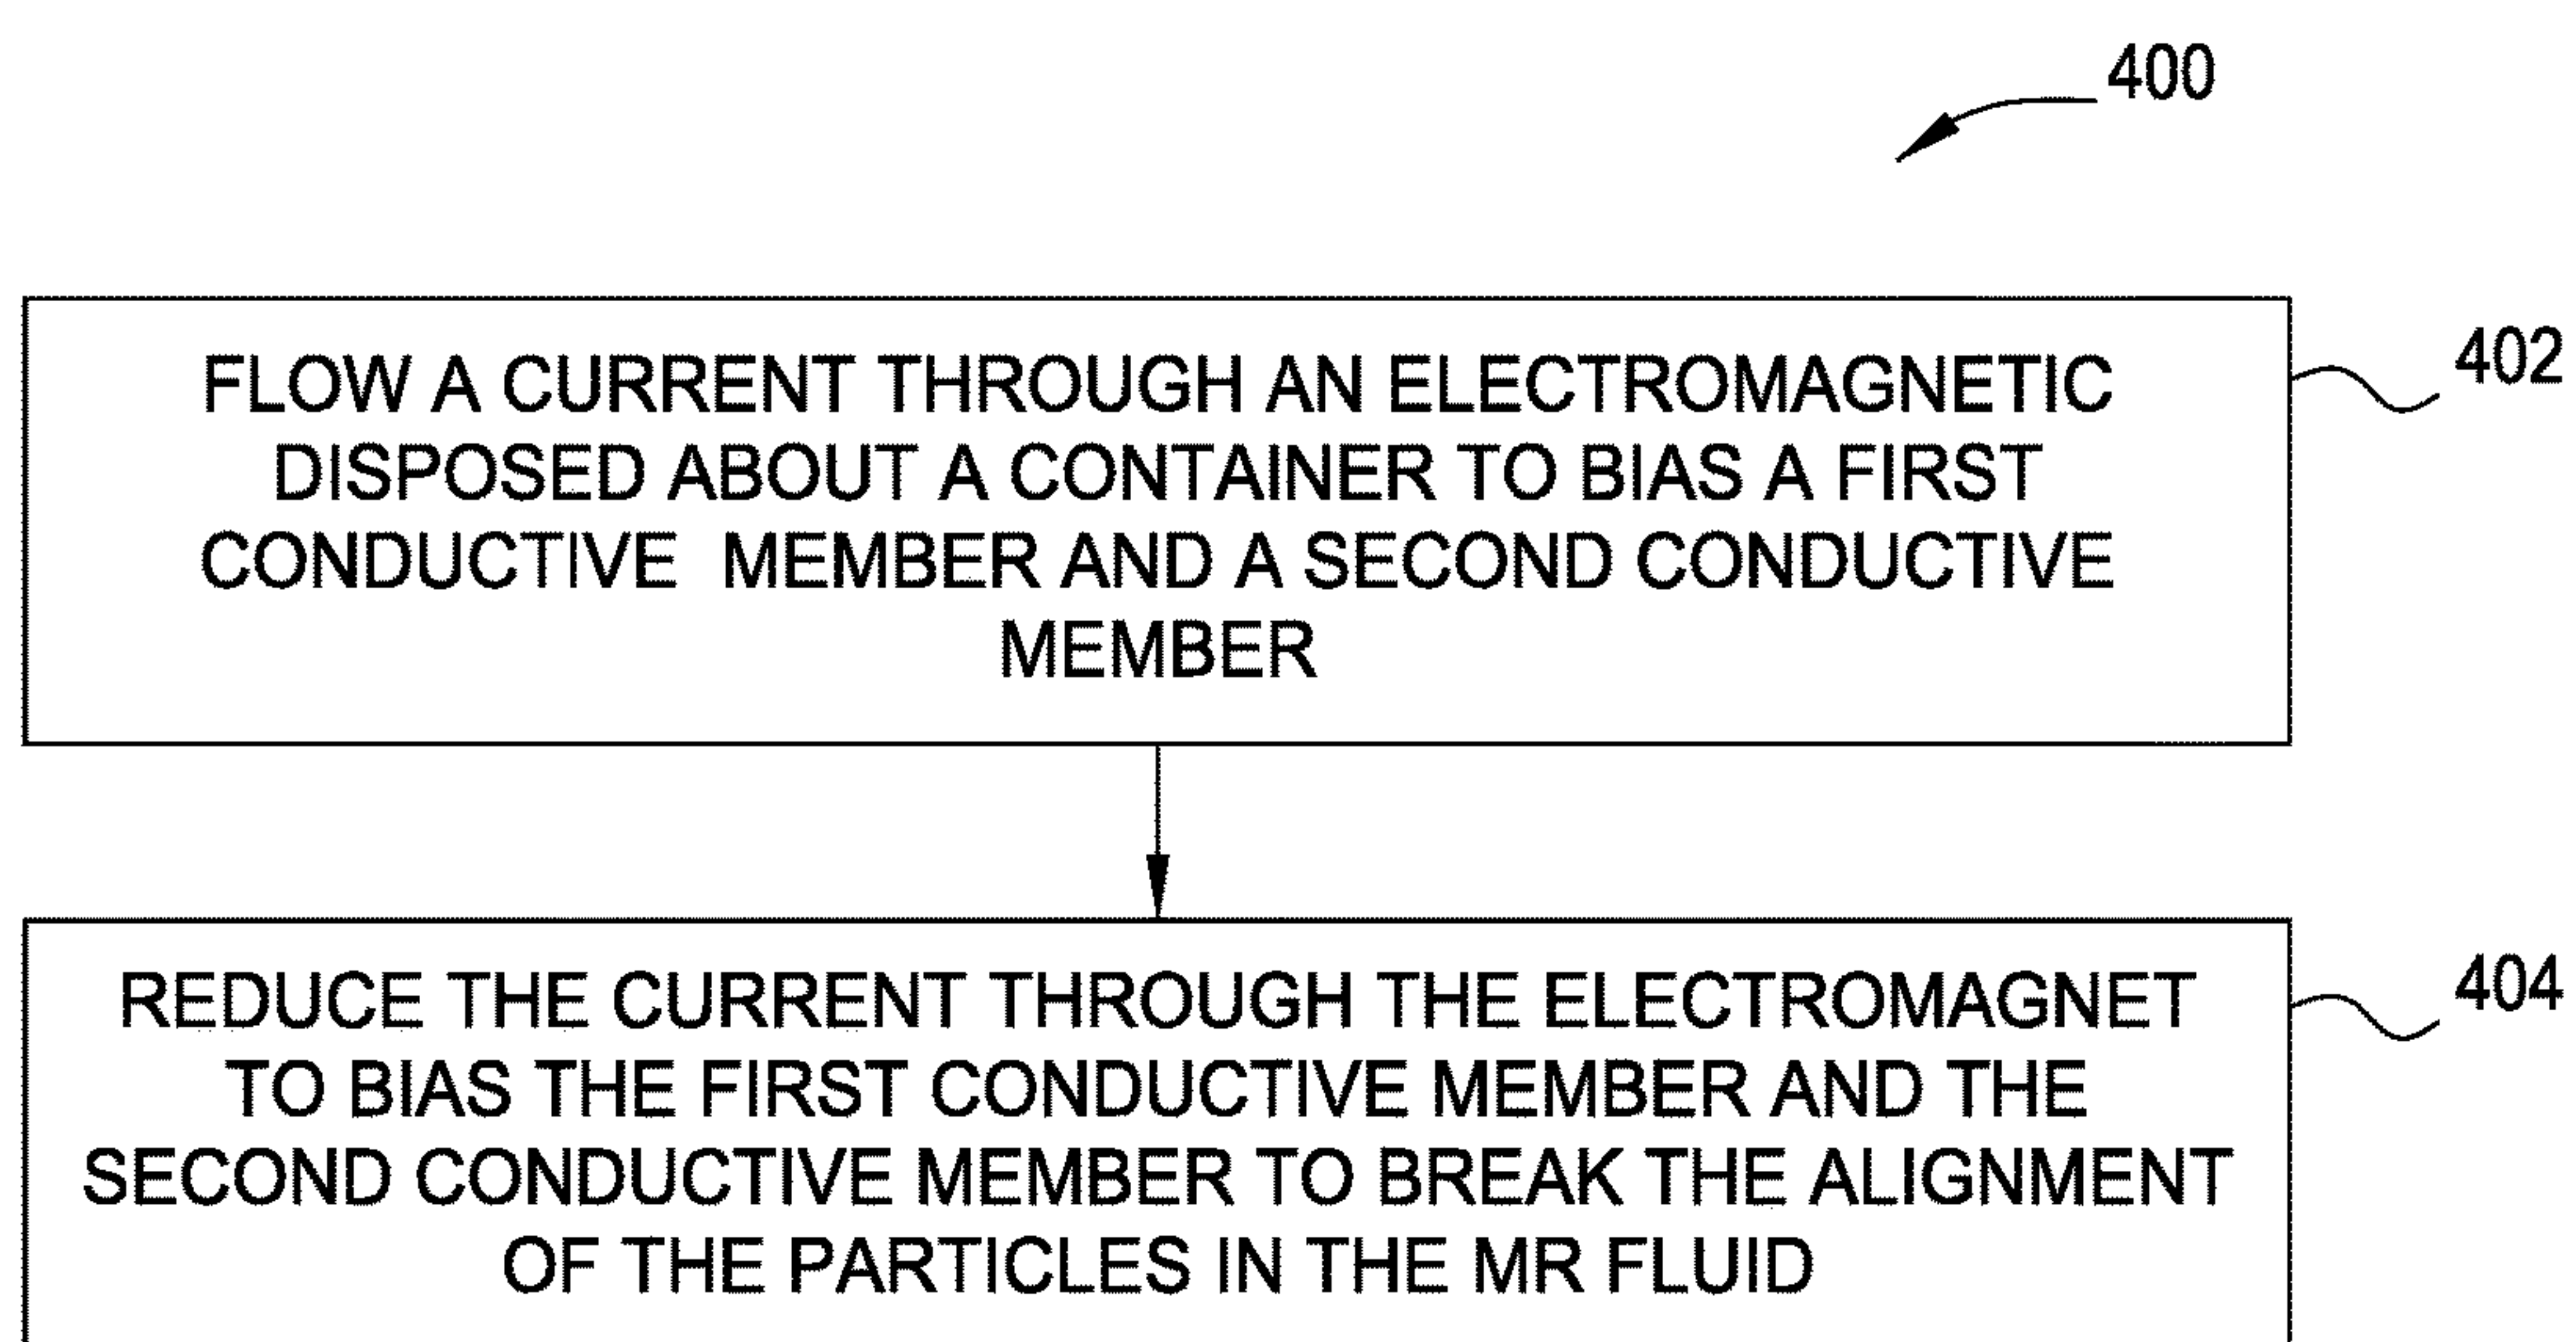 400
FLOW A CURRENT THROUGH AN ELECTROMAGNETIC
DISPOSED ABOUT A CONTAINER TO BIAS A FIRST
CONDUCTIVE MEMBER AND A SECOND CONDUCTIVE
MEMBER
402
REDUCE THE CURRENT THROUGH THE ELECTROMAGNET
TO BIAS THE FIRST CONDUCTIVE MEMBER AND THE
SECOND CONDUCTIVE MEMBER TO BREAK THE ALIGNMENT
OF THE PARTICLES IN THE MR FLUID
404